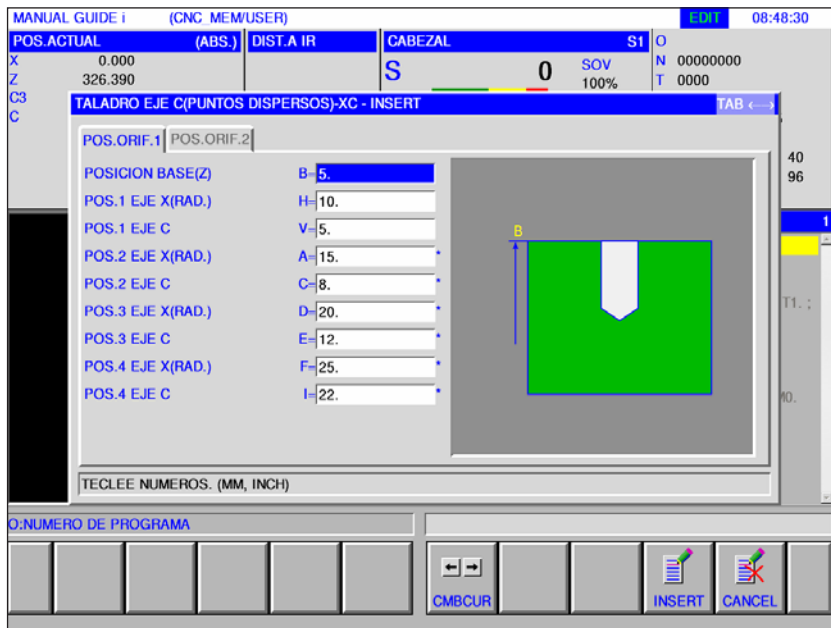 MANUAL GUIDE i (CNC_MEM/USER) EDIT 08:48:30
POS.ACTUAL (ABS.) DIST.A IR CABEZAL S1 O
X 0.000 S 0 SOV N 00000000
Z 326.390 100% T 0000
C3
C
TALADRO EJE C(PUNTOS DISPERSOS)-XC - INSERT TAB ←→
POS.ORIF.1 POS.ORIF.2
POSICION BASE(Z) B=5.
POS.1 EJE X(RAD.) H=10.
POS.1 EJE C V=5.
POS.2 EJE X(RAD.) A=15. *
POS.2 EJE C C=8. *
POS.3 EJE X(RAD.) D=20. *
POS.3 EJE C E=12. *
POS.4 EJE X(RAD.) F=25. *
POS.4 EJE C I=22. *
B
40
96
1
T1. ;
M0.
TECLEE NUMEROS. (MM, INCH)
O:NUMERO DE PROGRAMA
CMBCUR INSERT CANCEL